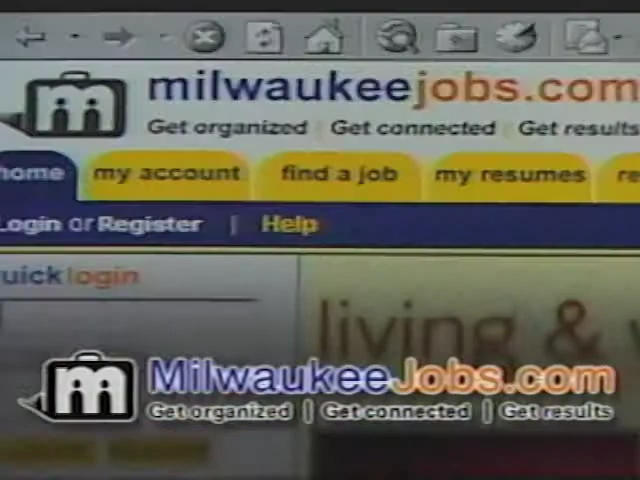 milwaukeejobs.com
Get organized | Get connected | Get results
home my account find a job my resumes re
Login or Register | Help
uick login
living &
MilwaukeeJobs.com
Get organized | Get connected | Get results